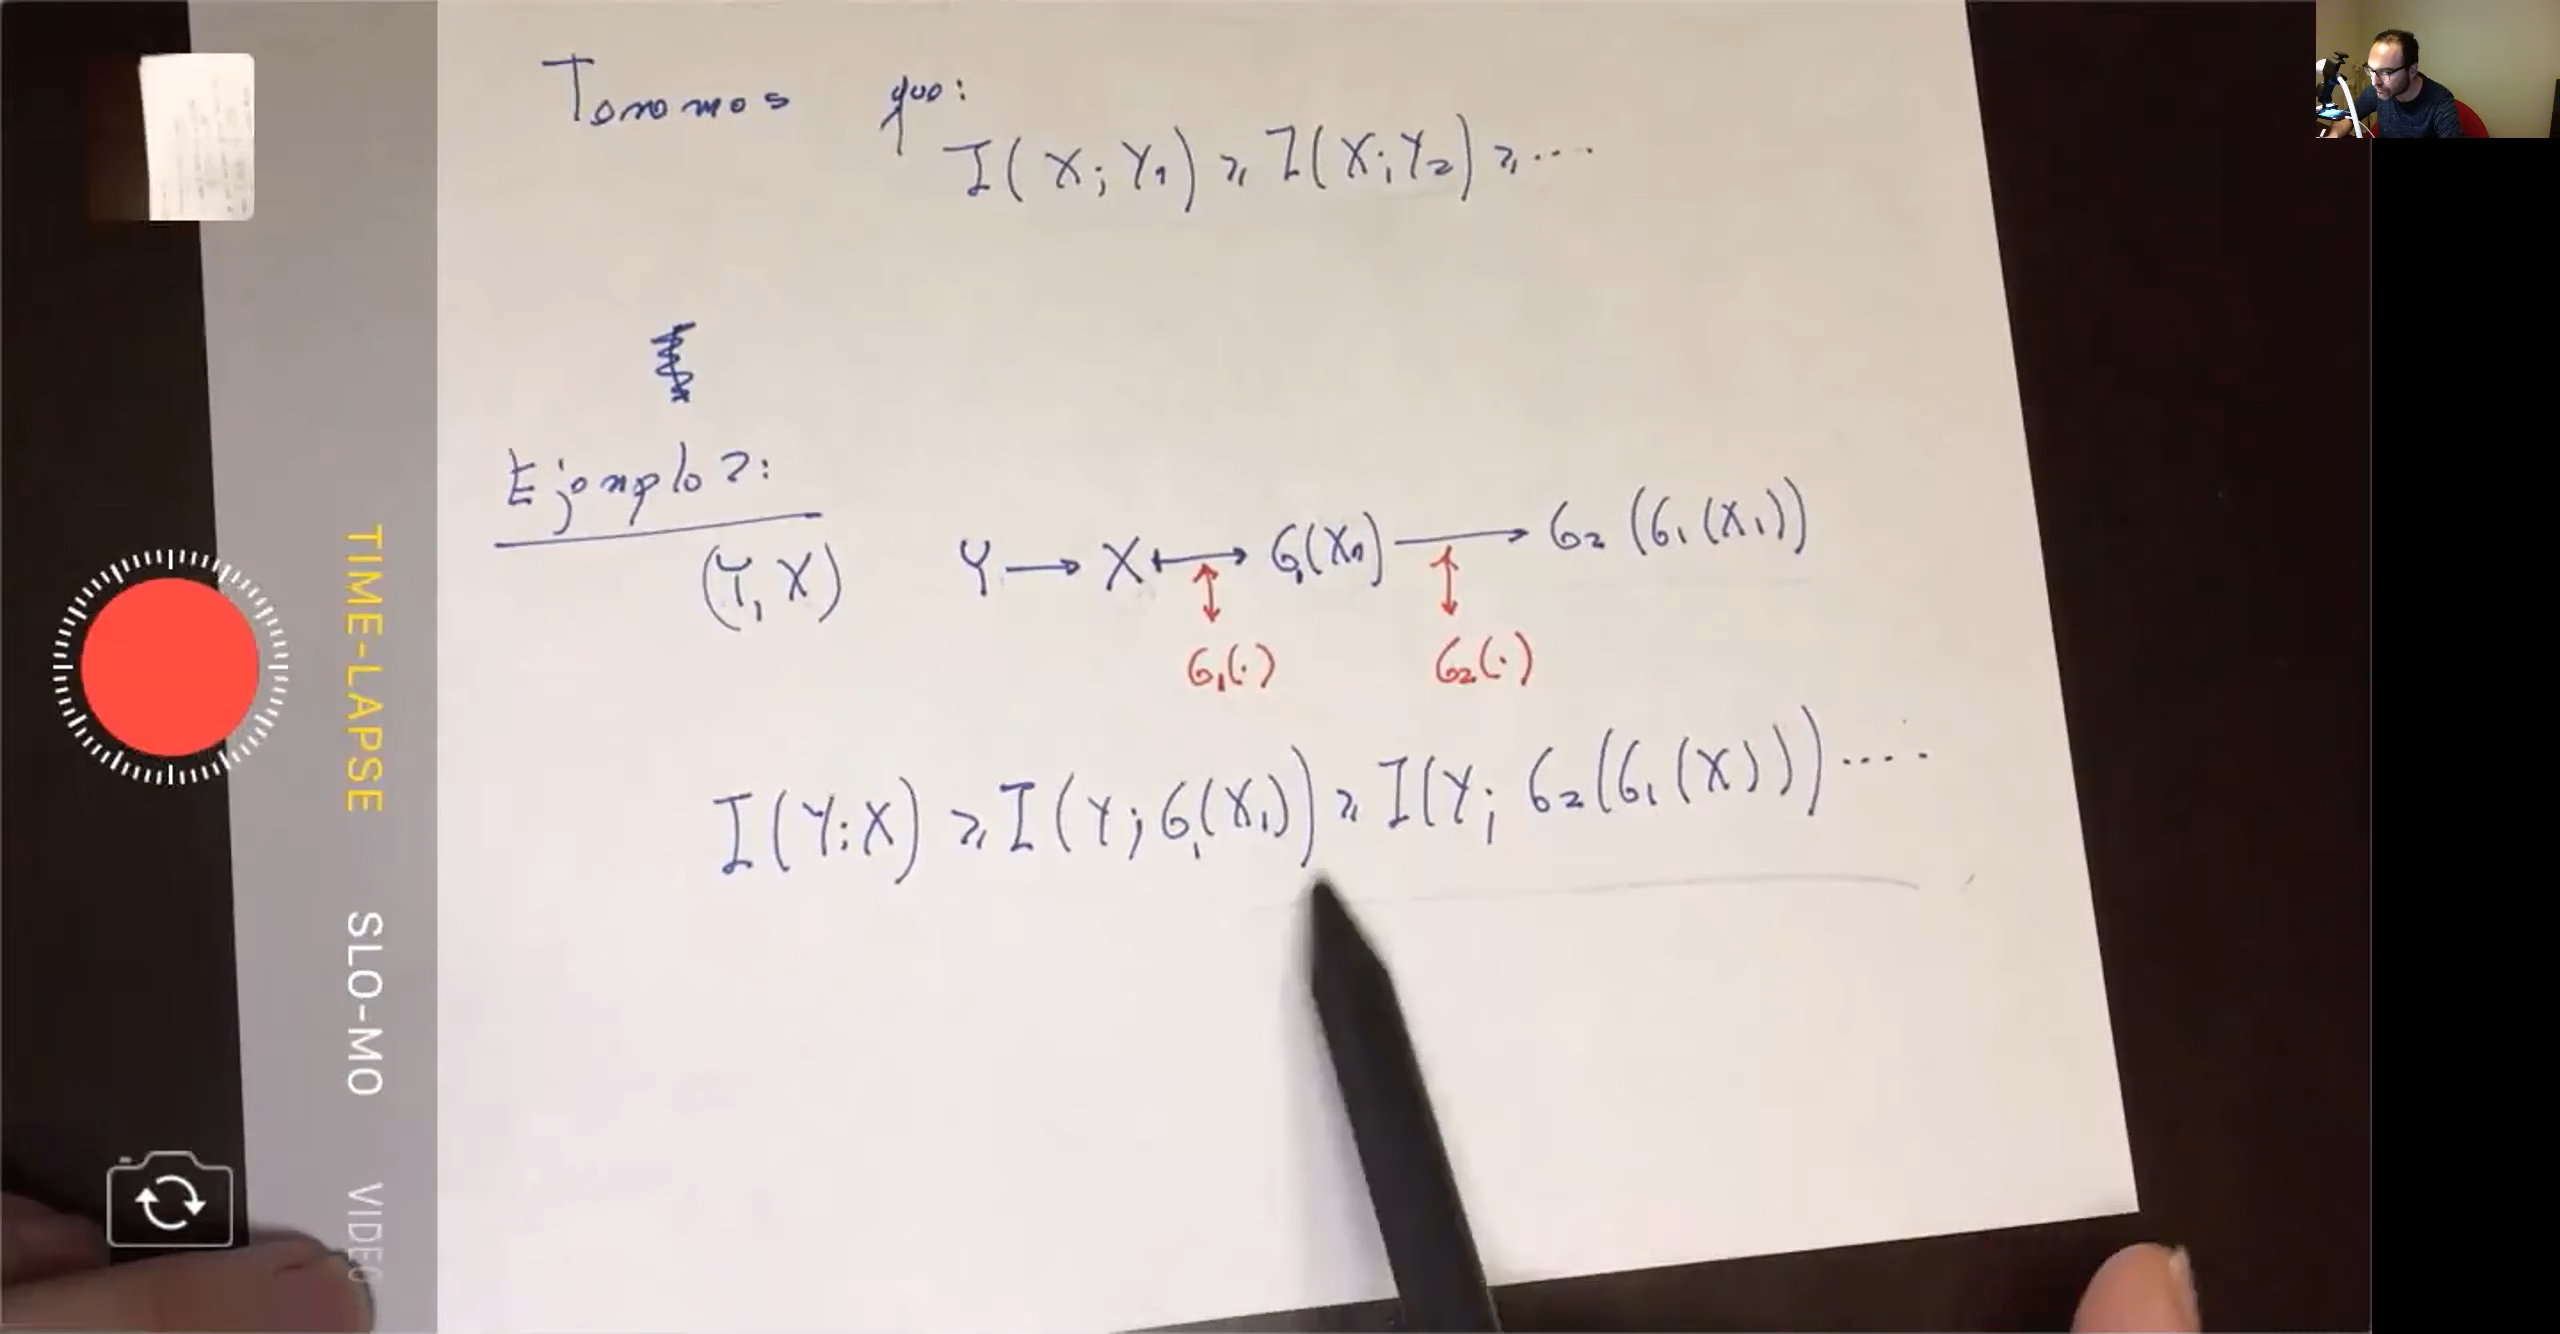 Tenemos que:
I(X;Y₁) ≥ I(X;Y₂) ≥ ....
Ejemplo 2:
(Y, X) Y → X ↔ G₁(X₁) → G₂(G₁(X₁))
G₁(·) G₂(·)
I(Y;X) ≥ I(Y;G₁(X₁)) ≥ I(Y;G₂(G₁(X))) ....
TIME-LAPSE
SLO-MO
VIDEO